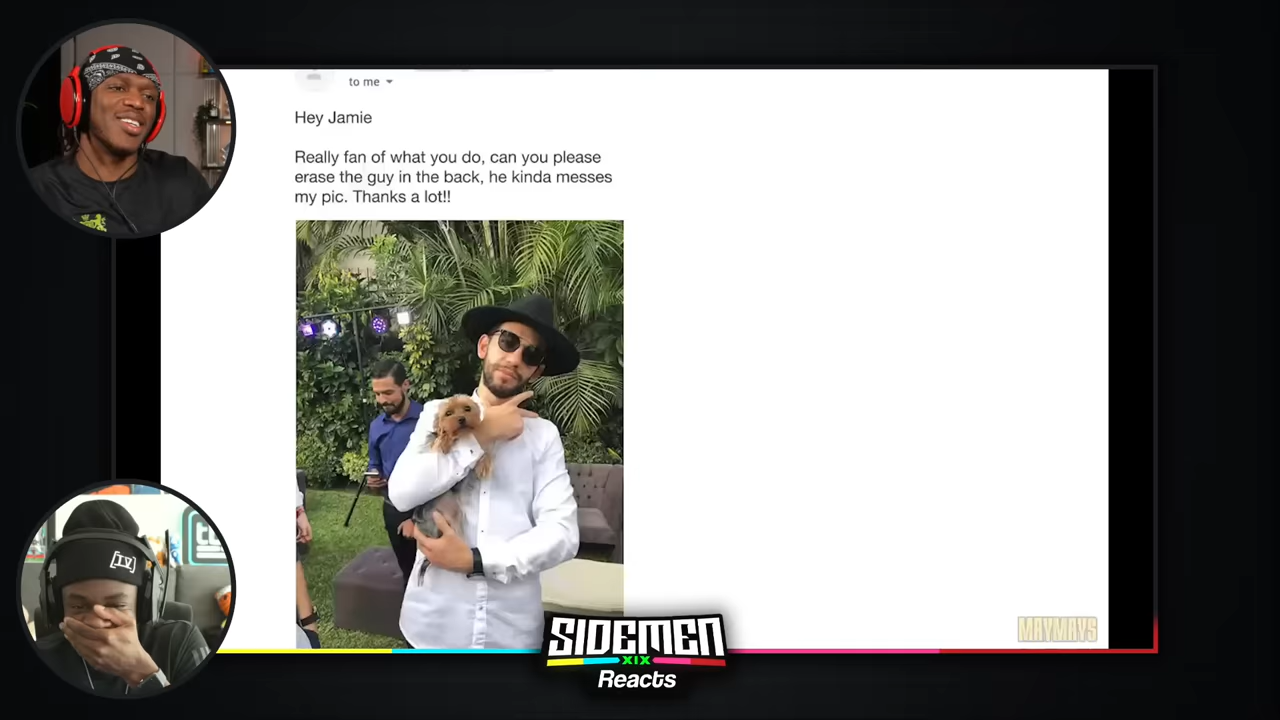 to me
Hey Jamie
Really fan of what you do, can you please
erase the guy in the back, he kinda messes
my pic. Thanks a lot!!
[IV]
MAYMAYS
SIDEMEN
XIX
Reacts